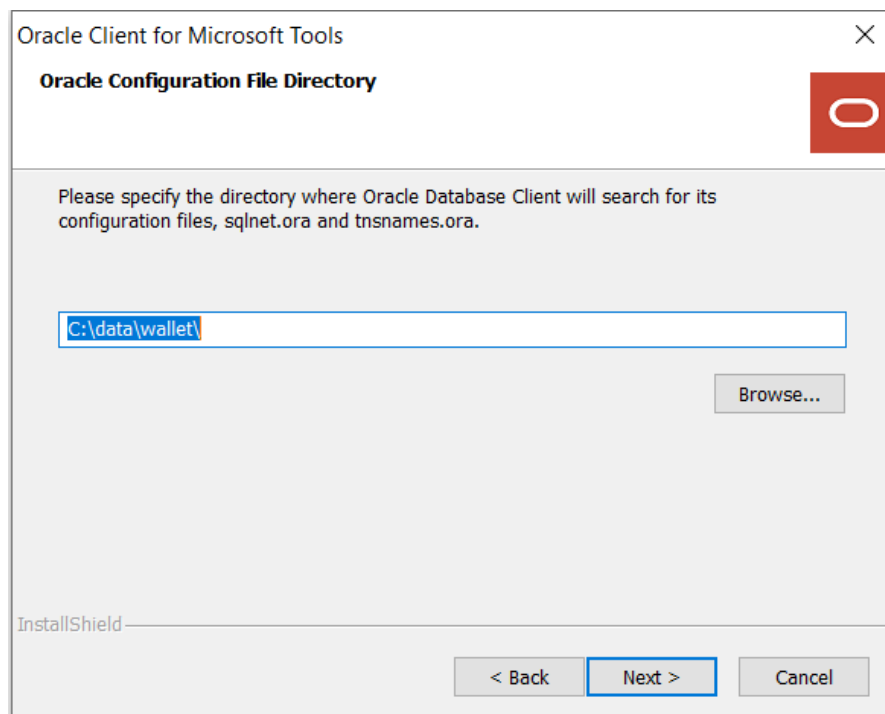 Oracle Client for Microsoft Tools
Oracle Configuration File Directory
Please specify the directory where Oracle Database Client will search for its
configuration files, sqlnet.ora and tnsnames.ora.
C:\data\wallet\
Browse...
InstallShield
< Back Next > Cancel